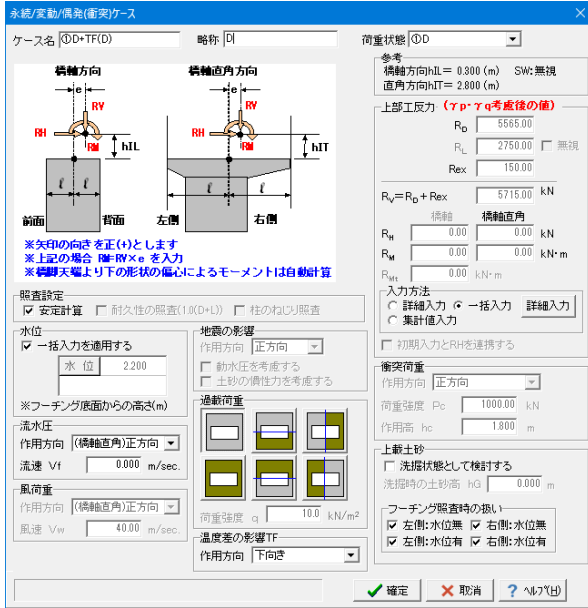 永続/変動/偶発(衝突)ケース
ケース名 ①D+TF(D)
略称 D
荷重状態 ①D
橋軸方向
橋軸直角方向
e
RV
RH
RM
hIL
ℓ
ℓ
前面
背面
e
RV
RH
RM
hIT
ℓ
ℓ
左側
右側
※矢印の向きを正(+)とします
※上記の場合 RM=RV×e を入力
※橋脚天端より下の形状の偏心によるモーメントは自動計算
参考
橋軸方向hIL= 0.300 (m) SW:無視
直角方向hIT= 2.800 (m)
上部工反力 (γp・γq考慮後の値)
RD 5565.00
RL 2750.00 無視
Rex 150.00
RV=RD+Rex 5715.00 kN
橋軸 橋軸直角
RH 0.00 0.00 kN
RM 0.00 0.00 kN・m
RMt 0.00 kN・m
入力方法
詳細入力 一括入力 詳細入力
集計値入力
初期入力とRHを連携する
照査設定
安定計算 耐久性の照査(1.0(D+L)) 柱のねじり照査
水位
一括入力を適用する
水 位 2.200
※フーチング底面からの高さ(m)
流水圧
作用方向 (橋軸直角)正方向
流速 Vf 0.000 m/sec.
風荷重
作用方向 (橋軸直角)正方向
風速 Vw 40.00 m/sec.
地震の影響
作用方向 正方向
動水圧を考慮する
土砂の慣性力を考慮する
過載荷重
荷重強度 q 10.0 kN/m²
温度差の影響TF
作用方向 下向き
衝突荷重
作用方向 正方向
荷重強度 Pc 1000.00 kN
作用高 hc 1.800 m
上載土砂
洗掘状態として検討する
洗掘時の土砂高 hG 0.000 m
フーチング照査時の扱い
左側:水位無 右側:水位無
左側:水位有 右側:水位有
確定 取消 ヘルプ(H)